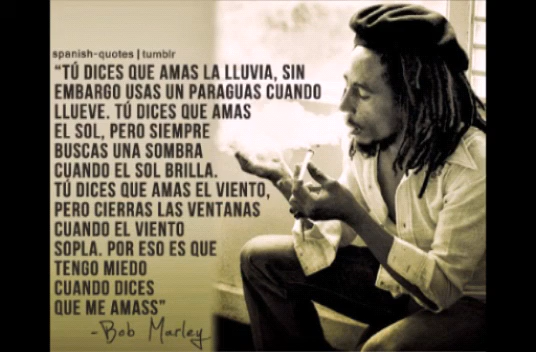 spanish-quotes | tumblr
“TÚ DICES QUE AMAS LA LLUVIA, SIN
EMBARGO USAS UN PARAGUAS CUANDO
LLUEVE. TÚ DICES QUE AMAS
EL SOL, PERO SIEMPRE
BUSCAS UNA SOMBRA
CUANDO EL SOL BRILLA.
TÚ DICES QUE AMAS EL VIENTO,
PERO CIERRAS LAS VENTANAS
CUANDO EL VIENTO
SOPLA. POR ESO ES QUE
TENGO MIEDO
CUANDO DICES
QUE ME AMASS”
-Bob Marley